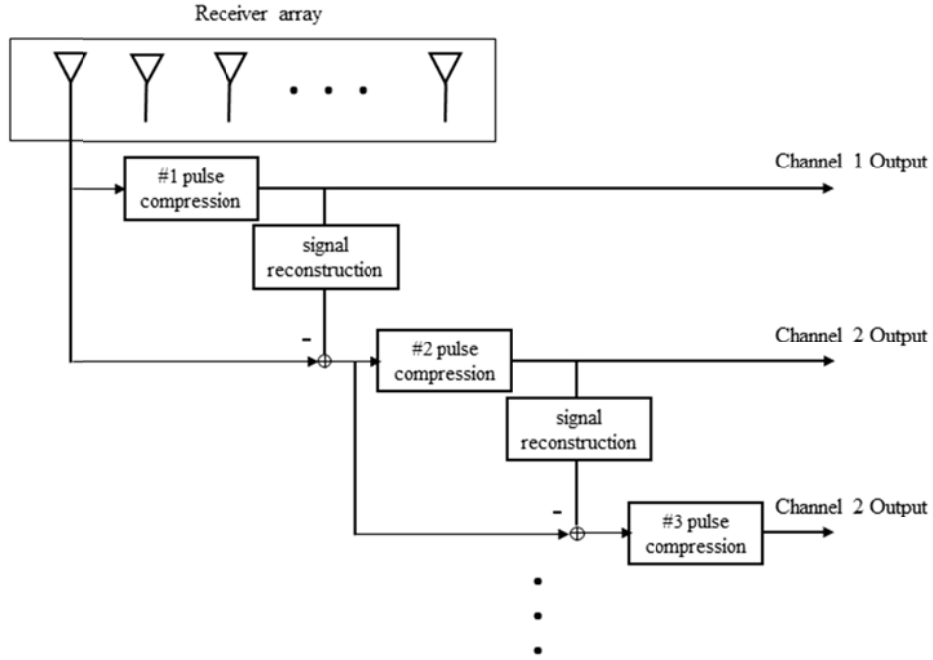 Receiver array
Channel 1 Output
#1 pulse
compression
signal
reconstruction
-
Channel 2 Output
#2 pulse
compression
signal
reconstruction
-
Channel 2 Output
#3 pulse
compression